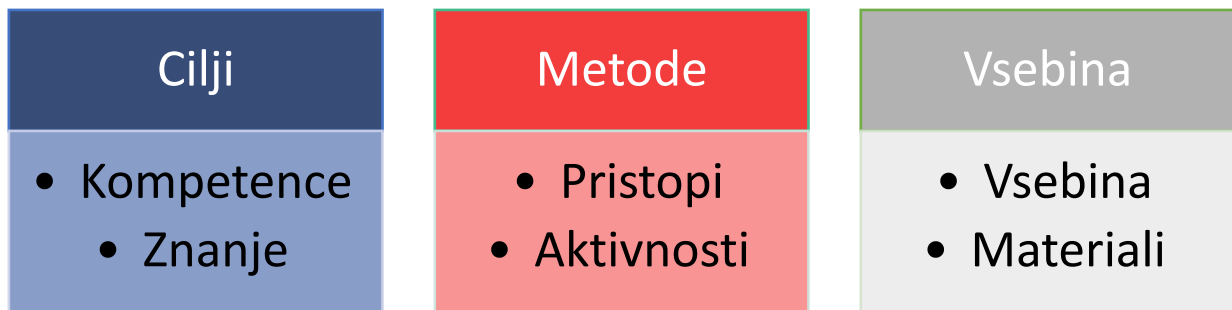 Cilji
• Kompetence
• Znanje
Metode
• Pristopi
• Aktivnosti
Vsebina
• Vsebina
• Materiali